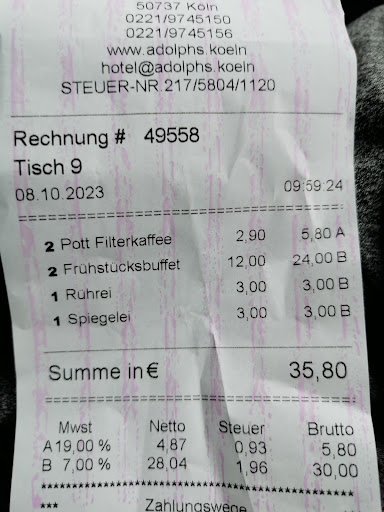 50737 Köln
0221/9745150
0221/9745156
www.adolphs.koeln
hotel@adolphs.koeln
STEUER-NR.217/5804/1120
Rechnung # 49558
Tisch 9
08.10.2023 09:59:24
2 Pott Filterkaffee 2,90 5,80 A
2 Frühstücksbuffet 12,00 24,00 B
1 Rührei 3,00 3,00 B
1 Spiegelei 3,00 3,00 B
Summe in € 35,80
Mwst Netto Steuer Brutto
A 19,00 % 4,87 0,93 5,80
B 7,00 % 28,04 1,96 30,00
*** Zahlungswege